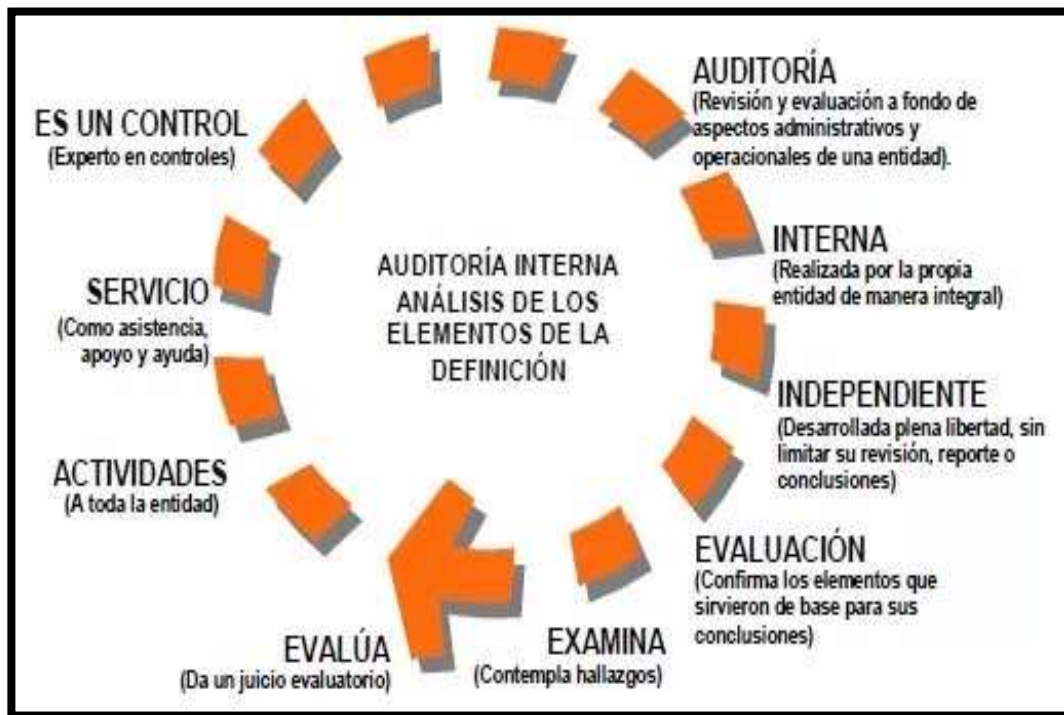 AUDITORÍA INTERNA
ANÁLISIS DE LOS
ELEMENTOS DE LA
DEFINICIÓN
AUDITORÍA
(Revisión y evaluación a fondo de
aspectos administrativos y
operacionales de una entidad).
INTERNA
(Realizada por la propia
entidad de manera integral)
INDEPENDIENTE
(Desarrollada plena libertad, sin
limitar su revisión, reporte o
conclusiones)
EVALUACIÓN
(Confirma los elementos que
sirvieron de base para sus
conclusiones)
EXAMINA
(Contempla hallazgos)
EVALÚA
(Da un juicio evaluatorio)
ACTIVIDADES
(A toda la entidad)
SERVICIO
(Como asistencia,
apoyo y ayuda)
ES UN CONTROL
(Experto en controles)